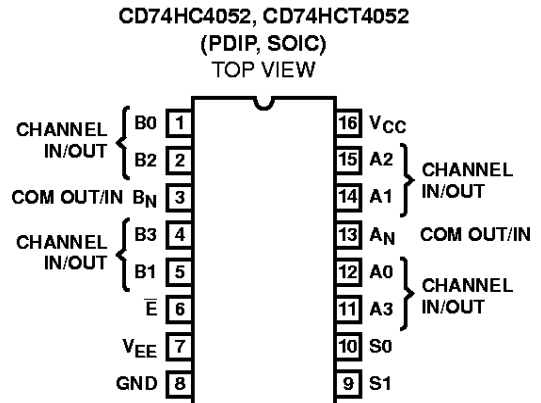 CD74HC4052, CD74HCT4052
(PDIP, SOIC)
TOP VIEW
CHANNEL
IN/OUT
B0 1
B2 2
COM OUT/IN BN 3
CHANNEL
IN/OUT
B3 4
B1 5
E̅ 6
VEE 7
GND 8
16 VCC
15 A2
14 A1
CHANNEL
IN/OUT
13 AN COM OUT/IN
12 A0
11 A3
CHANNEL
IN/OUT
10 S0
9 S1